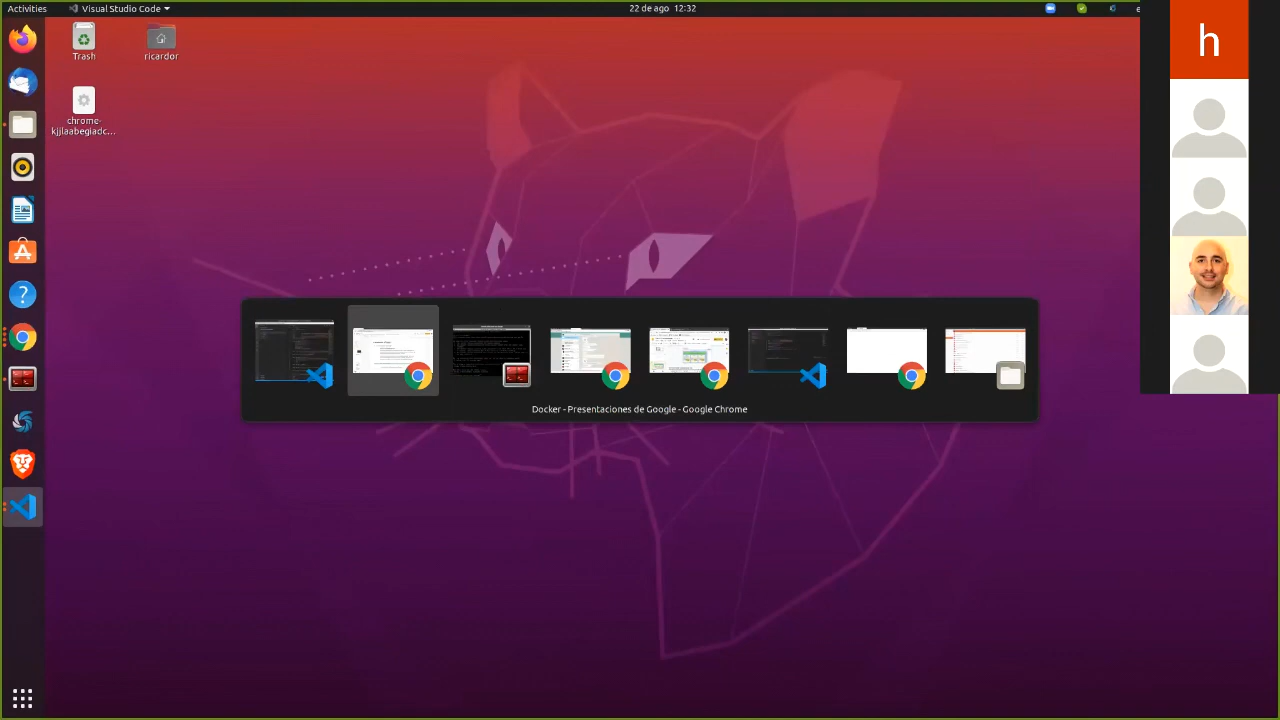 Activities
Visual Studio Code
22 de ago 12:32
Trash
ricardor
chrome-
kjjlaabegiadc...
h
Docker - Presentaciones de Google - Google Chrome